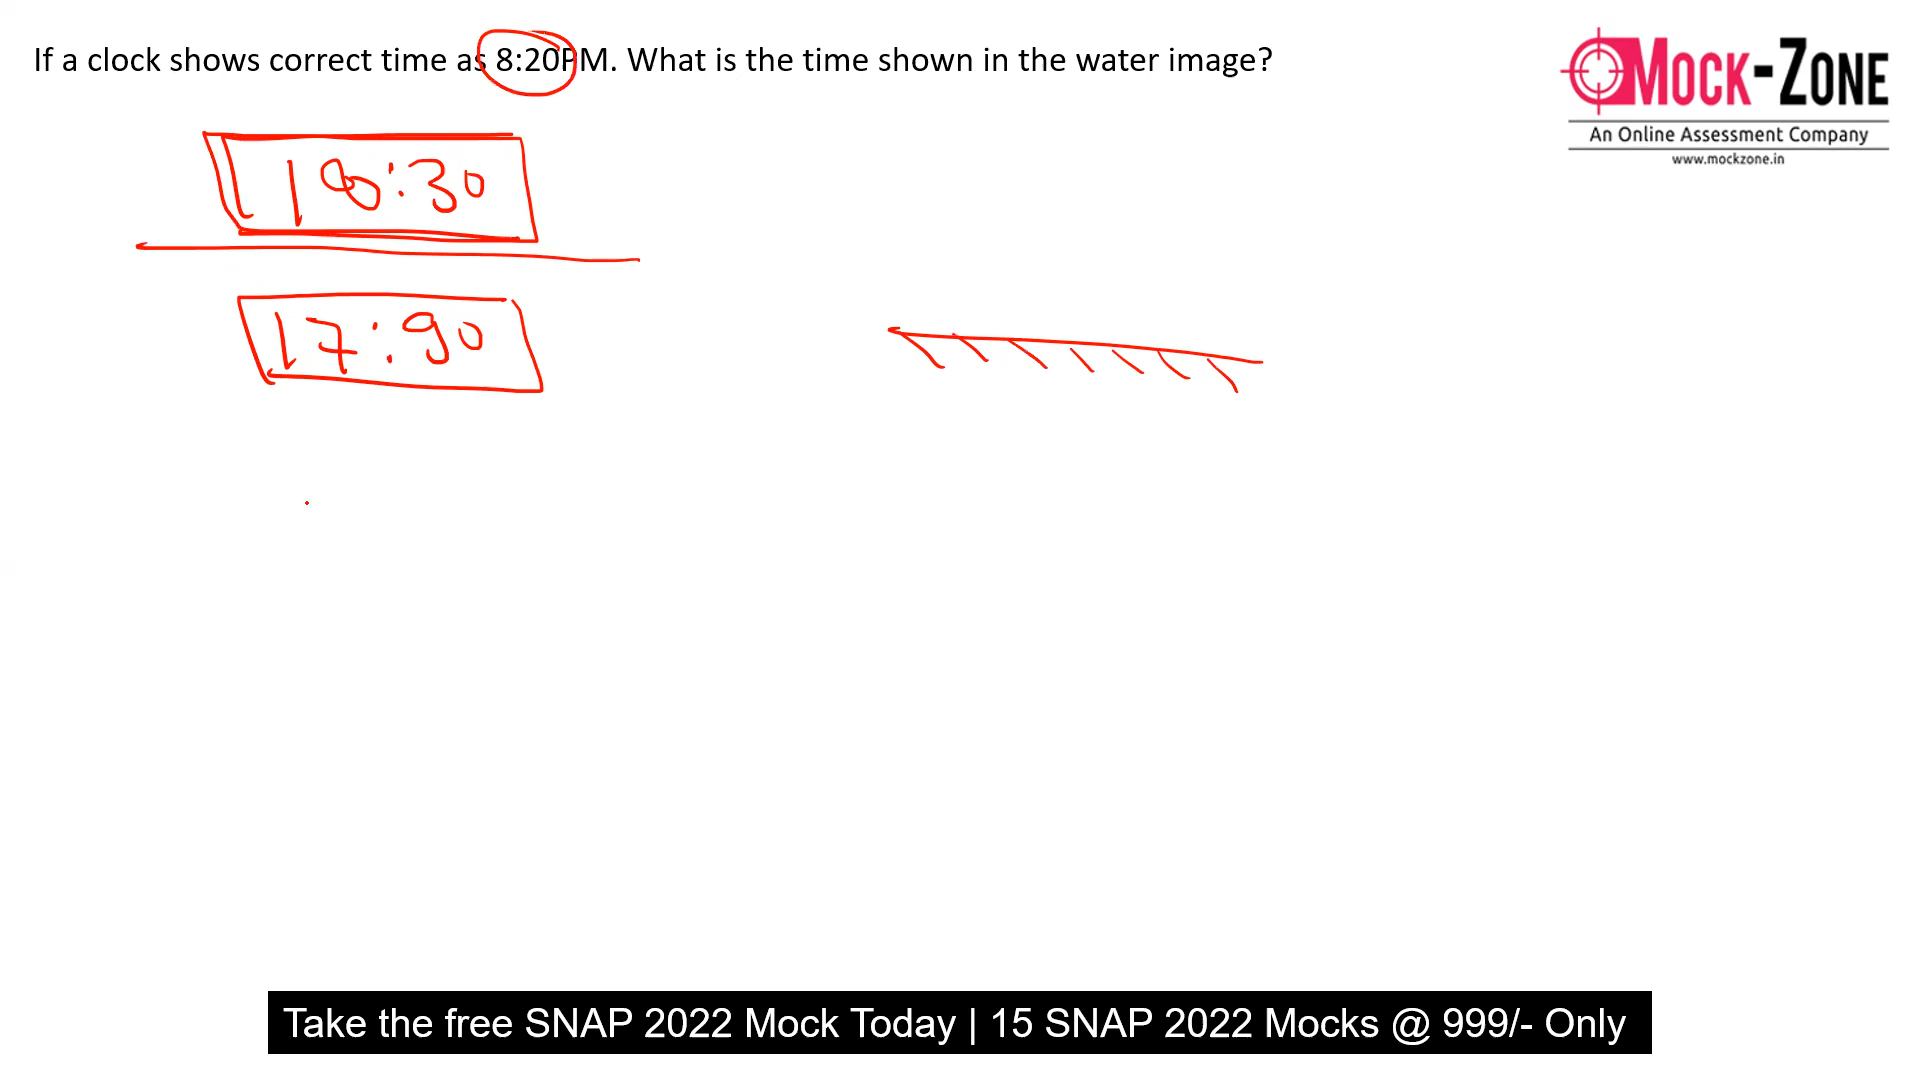 If a clock shows correct time as 8:20PM. What is the time shown in the water image?
MOCK-ZONE
An Online Assessment Company
www.mockzone.in
18:30
17:90
Take the free SNAP 2022 Mock Today | 15 SNAP 2022 Mocks @ 999/- Only